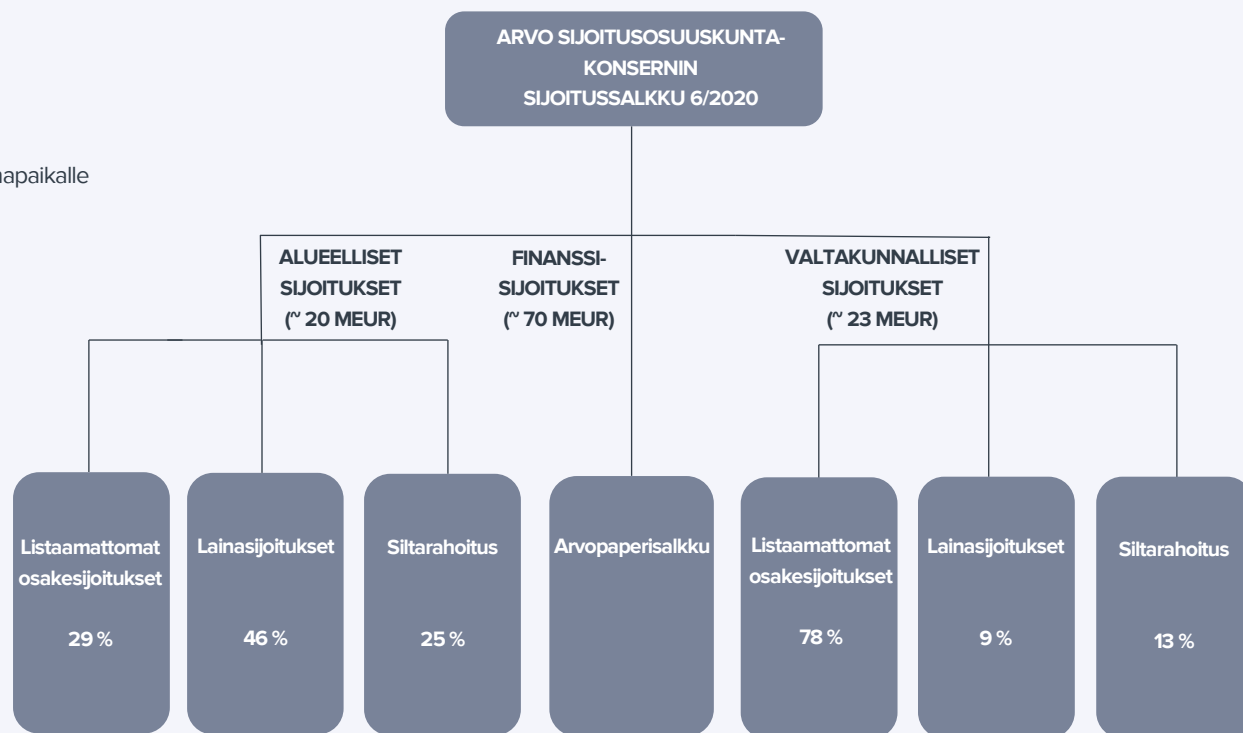 ARVO SIJOITUSOSUUSKUNTA-
KONSERNIN
SIJOITUSSALKKU 6/2020
apaikalle
ALUEELLISET
SIJOITUKSET
(~ 20 MEUR)
FINANSSI-
SIJOITUKSET
(~ 70 MEUR)
VALTAKUNNALLISET
SIJOITUKSET
(~ 23 MEUR)
Listaamattomat
osakesijoitukset
29 %
Lainasijoitukset
46 %
Siltarahoitus
25 %
Arvopaperisalkku
Listaamattomat
osakesijoitukset
78 %
Lainasijoitukset
9 %
Siltarahoitus
13 %